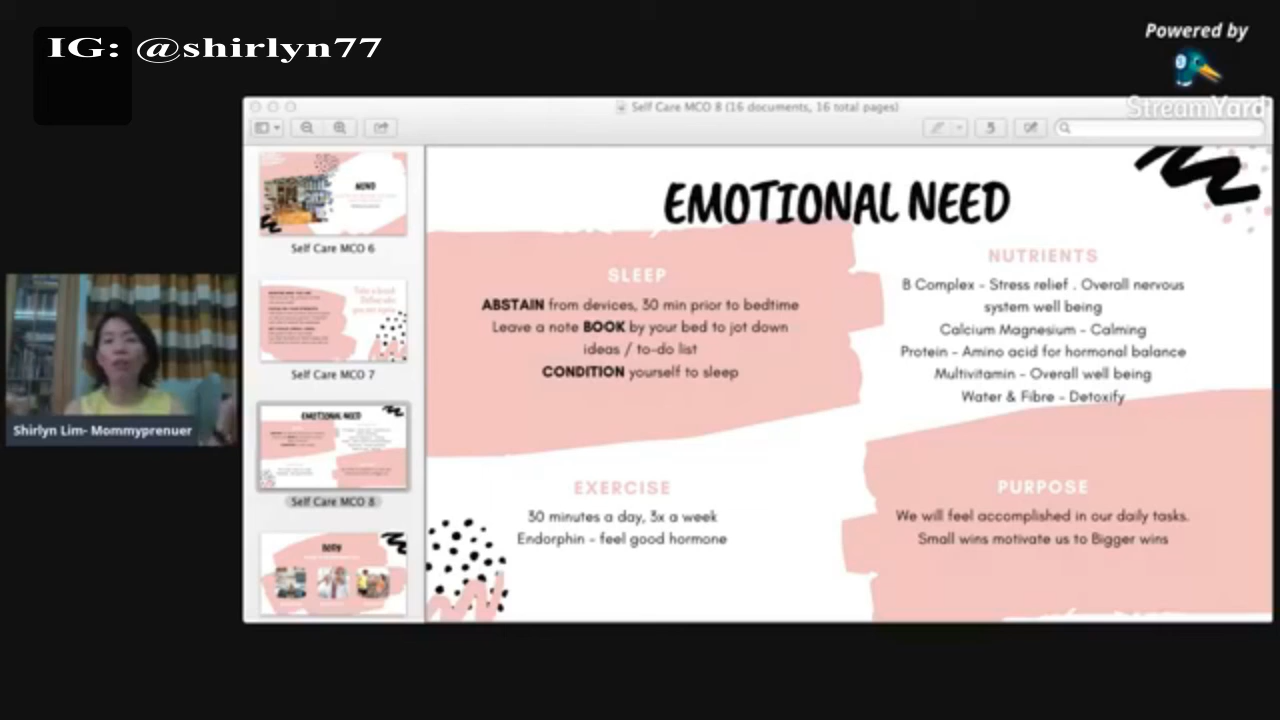 IG: @shirlyn77
Powered by
StreamYard
Self Care MCO 8 (16 documents, 16 total pages)
MIND
Self Care MCO 6
Self Care MCO 7
EMOTIONAL NEED
Self Care MCO 8
BODY
Shirlyn Lim- Mommyprenuer
EMOTIONAL NEED
SLEEP
ABSTAIN from devices, 30 min prior to bedtime
Leave a note BOOK by your bed to jot down
ideas / to-do list
CONDITION yourself to sleep
NUTRIENTS
B Complex - Stress relief . Overall nervous
system well being
Calcium Magnesium - Calming
Protein - Amino acid for hormonal balance
Multivitamin - Overall well being
Water & Fibre - Detoxify
EXERCISE
30 minutes a day, 3x a week
Endorphin - feel good hormone
PURPOSE
We will feel accomplished in our daily tasks.
Small wins motivate us to Bigger wins